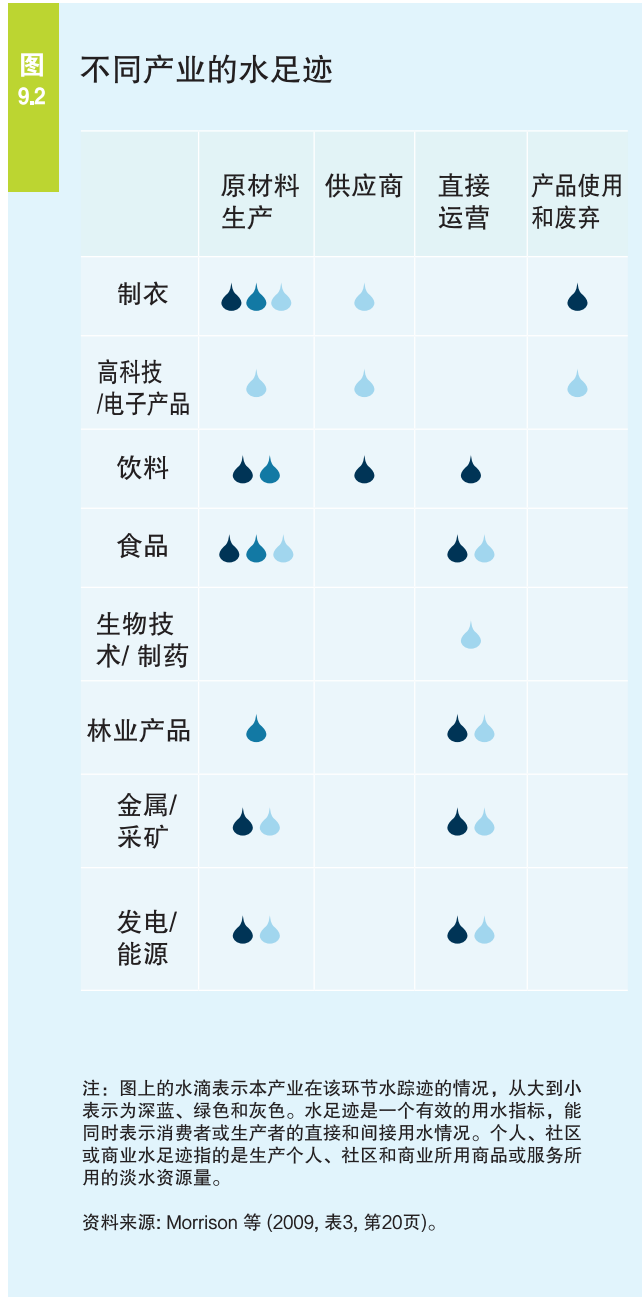 图
9.2
不同产业的水足迹
原材料
生产
供应商
直接
运营
产品使用
和废弃
制衣
高科技
/电子产品
饮料
食品
生物技
术/ 制药
林业产品
金属/
采矿
发电/
能源
注：图上的水滴表示本产业在该环节水踪迹的情况，从大到小
表示为深蓝、绿色和灰色。水足迹是一个有效的用水指标，能
同时表示消费者或生产者的直接和间接用水情况。个人、社区
或商业水足迹指的是生产个人、社区和商业所用商品或服务所
用的淡水资源量。
资料来源: Morrison 等 (2009, 表3, 第20页)。